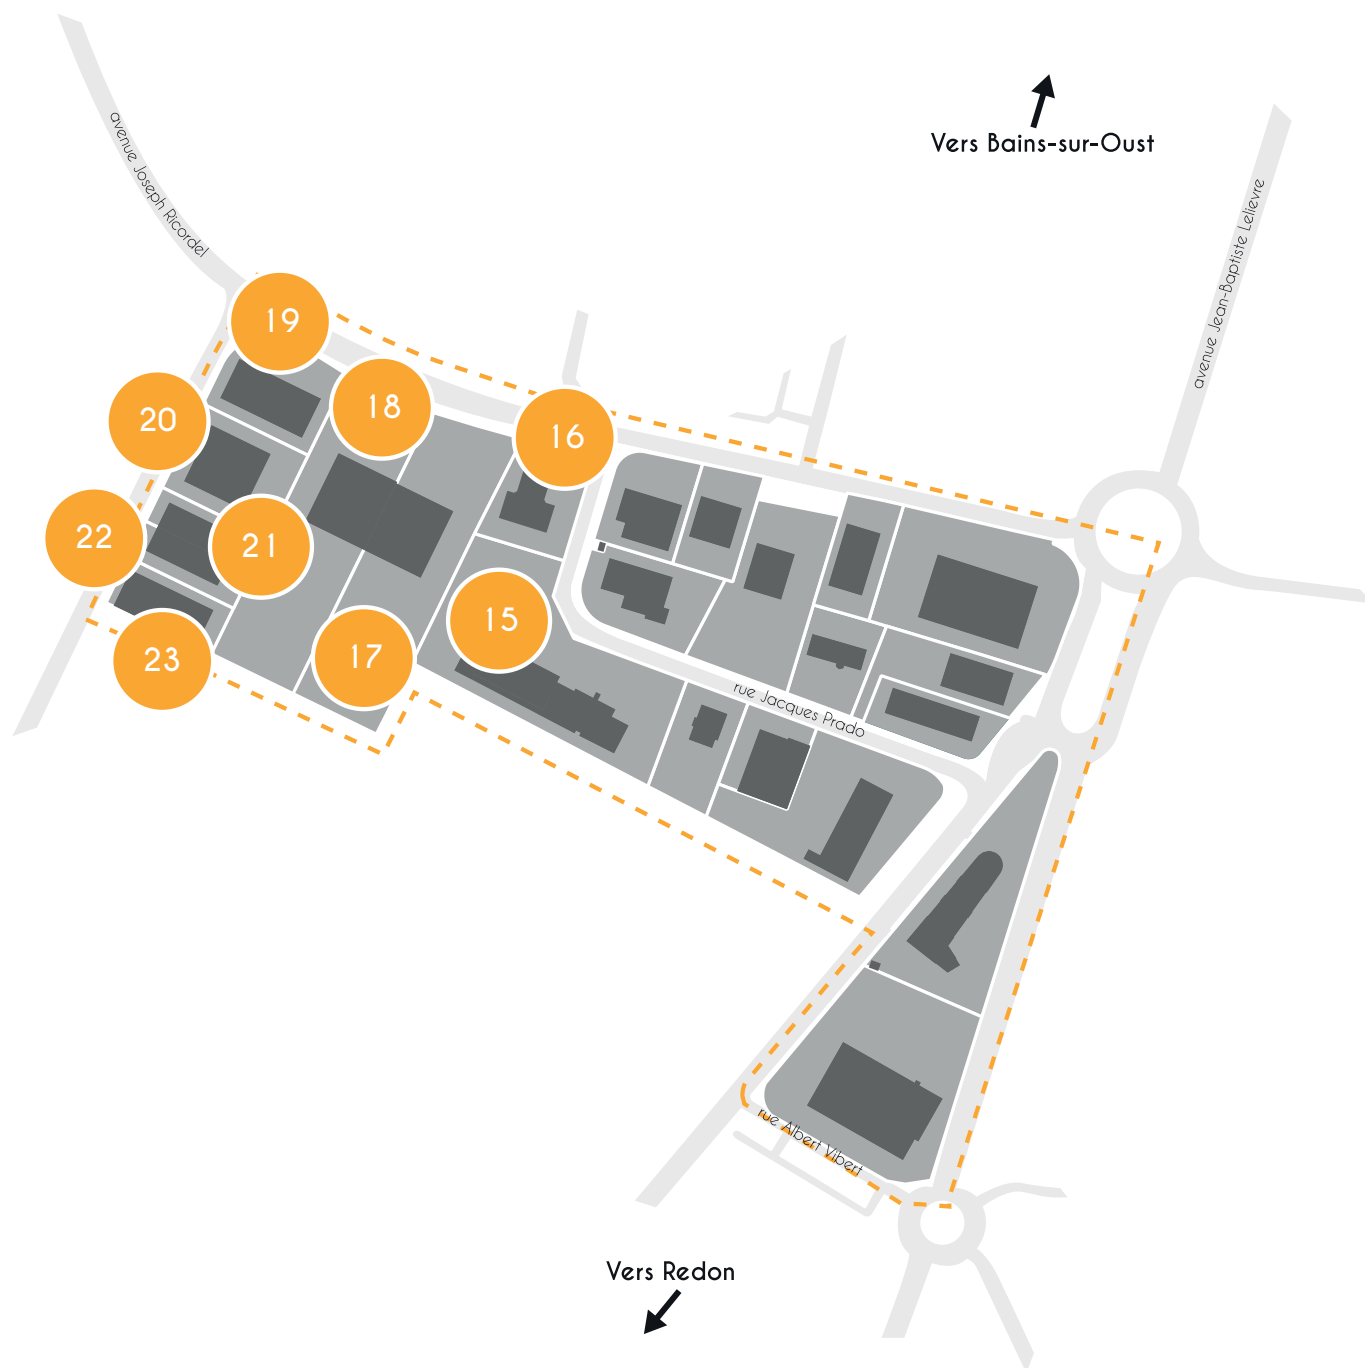 Vers Bains-sur-Oust
avenue Joseph Ricordel
avenue Jean-Baptiste Lelievre
19
18
20
16
22
21
15
17
23
rue Jacques Prado
rue Albert Vibert
Vers Redon